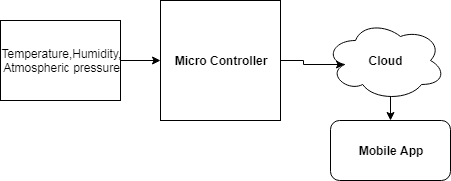 Temperature,Humidity,
Atmospheric pressure
Micro Controller
Cloud
Mobile App